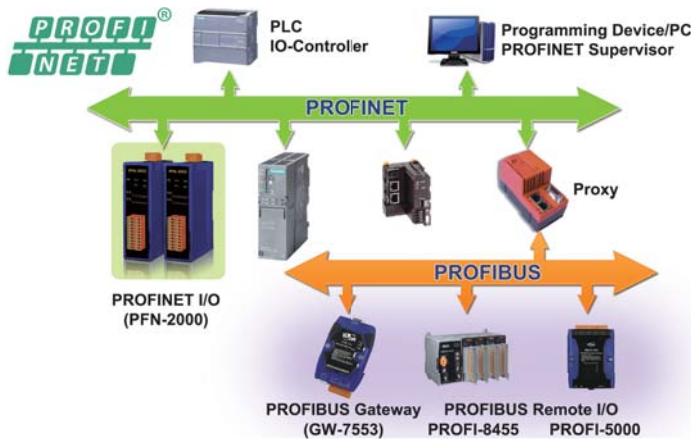 PROFI®
NET
PLC
IO-Controller
Programming Device/PC
PROFINET Supervisor
PROFINET
Proxy
PROFINET I/O
(PFN-2000)
PROFIBUS
PROFIBUS Gateway
(GW-7553)
PROFIBUS Remote I/O
PROFI-8455
PROFI-5000